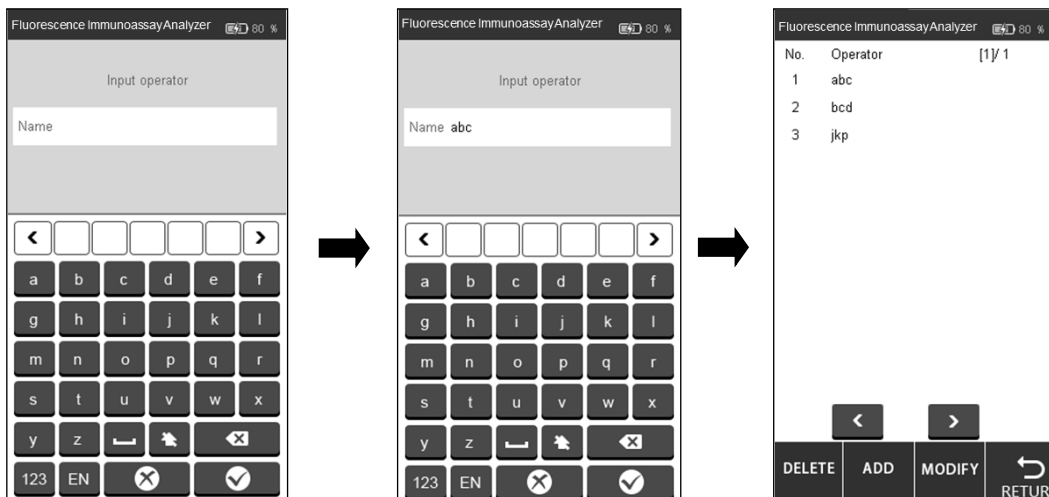 Fluorescence Immunoassay Analyzer 80 %
Input operator
Name
a b c d e f
g h i j k l
m n o p q r
s t u v w x
y z
123 EN
Fluorescence Immunoassay Analyzer 80 %
Input operator
Name abc
a b c d e f
g h i j k l
m n o p q r
s t u v w x
y z
123 EN
Fluorescence Immunoassay Analyzer 80 %
No. Operator [1]/ 1
1 abc
2 bcd
3 jkp
DELETE ADD MODIFY RETUR